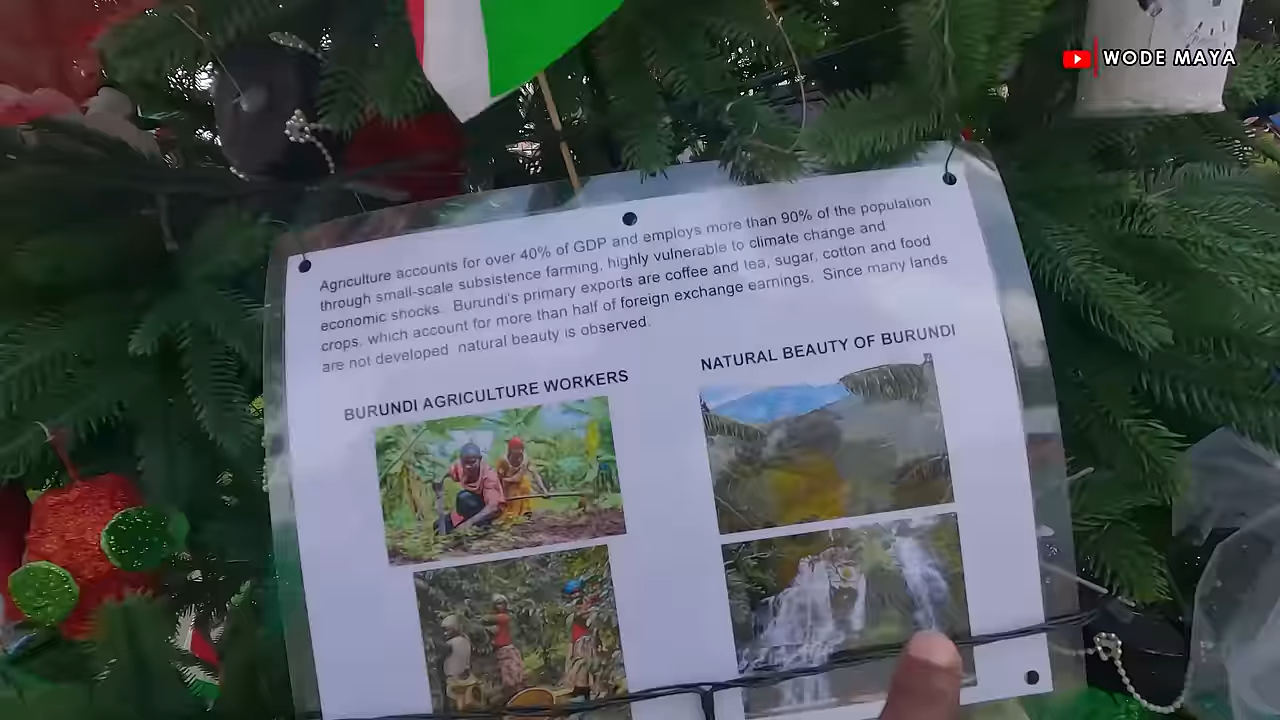 WODE MAYA
Agriculture accounts for over 40% of GDP and employs more than 90% of the population
through small-scale subsistence farming, highly vulnerable to climate change and
economic shocks. Burundi's primary exports are coffee and tea, sugar, cotton and food
crops, which account for more than half of foreign exchange earnings. Since many lands
are not developed natural beauty is observed.
BURUNDI AGRICULTURE WORKERS
NATURAL BEAUTY OF BURUNDI